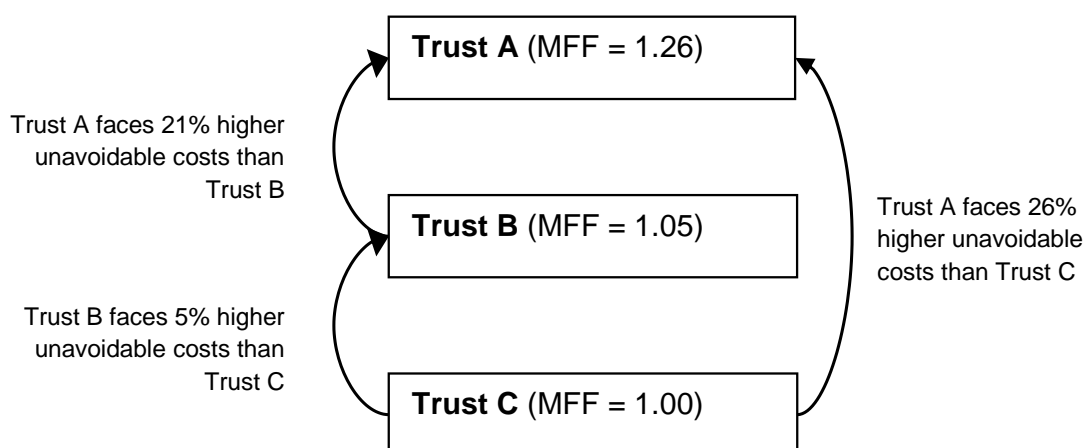 Trust A (MFF = 1.26)
Trust A faces 21% higher
unavoidable costs than
Trust B
Trust B (MFF = 1.05)
Trust A faces 26%
higher unavoidable
costs than Trust C
Trust B faces 5% higher
unavoidable costs than
Trust C
Trust C (MFF = 1.00)